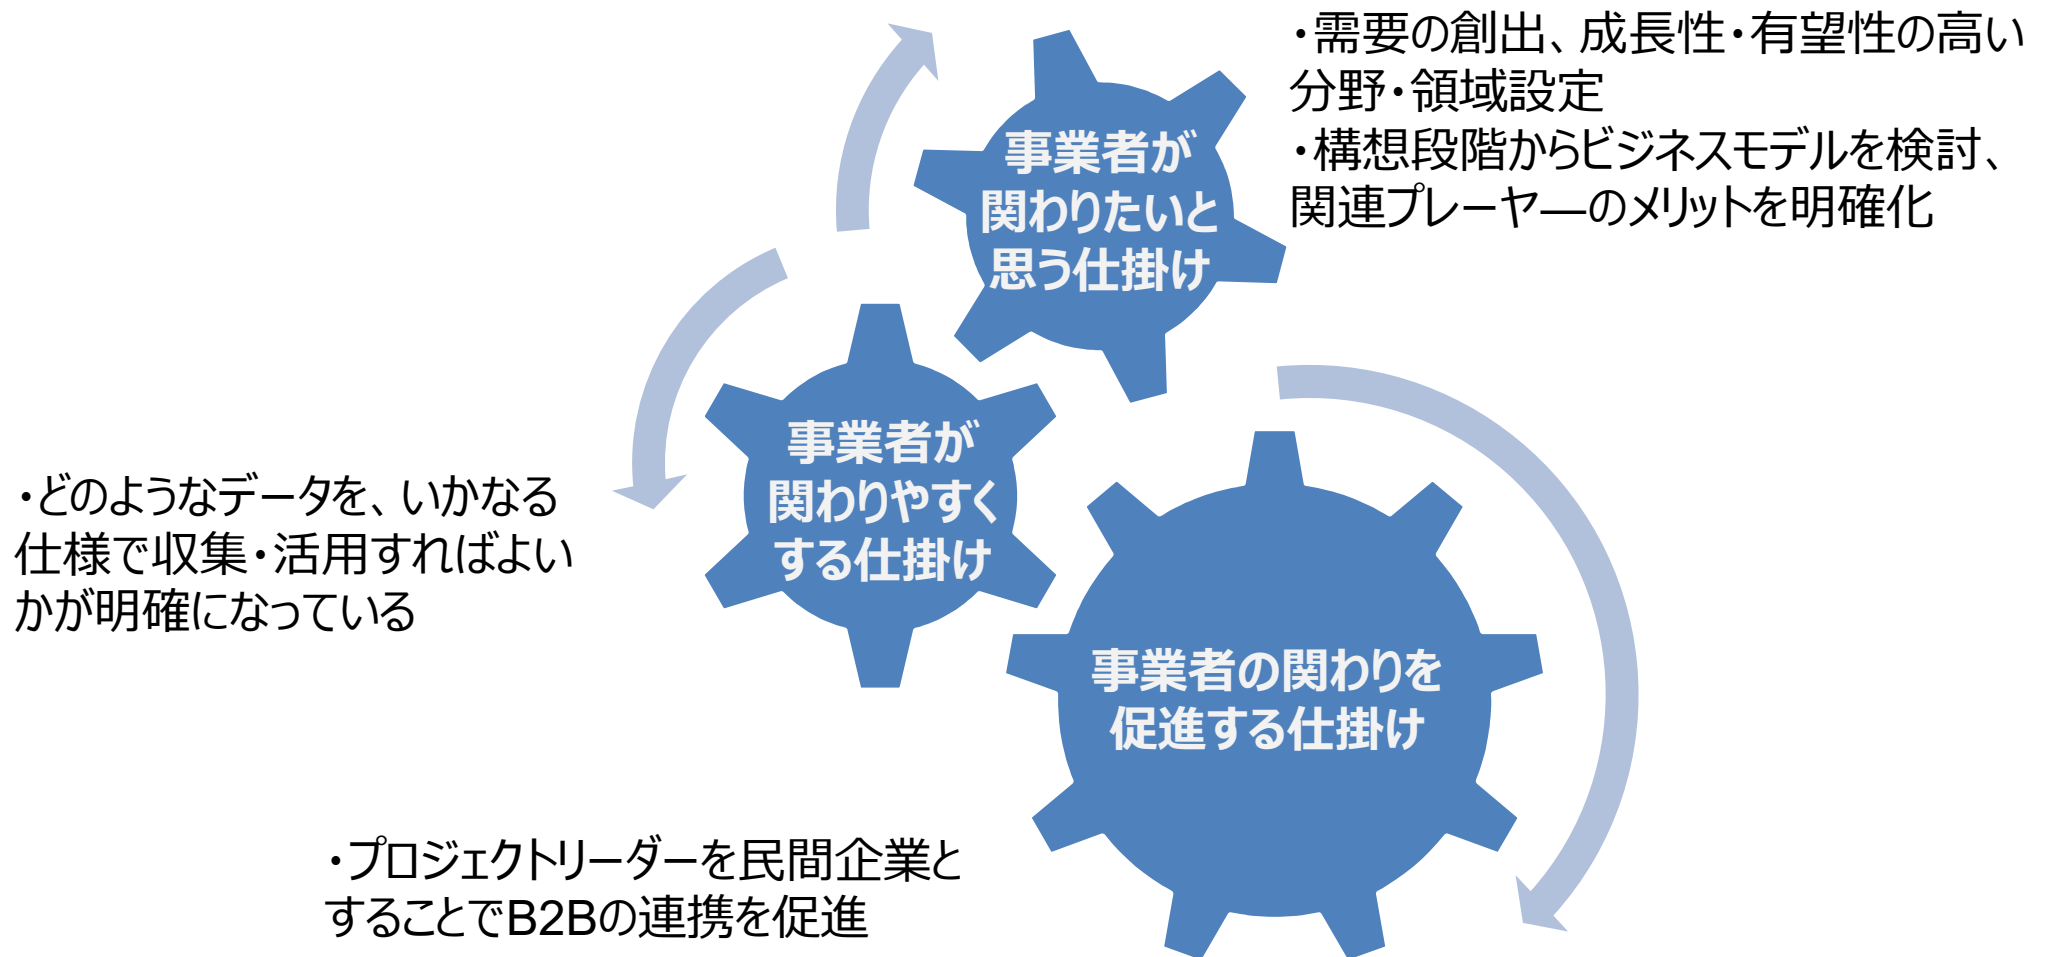 ・需要の創出、成長性・有望性の高い
分野・領域設定
・構想段階からビジネスモデルを検討、
関連プレーヤ―のメリットを明確化
事業者が
関わりたいと
思う仕掛け
事業者が
関わりやすく
する仕掛け
・どのようなデータを、いかなる
仕様で収集・活用すればよい
かが明確になっている
事業者の関わりを
促進する仕掛け
・プロジェクトリーダーを民間企業と
することでB2Bの連携を促進